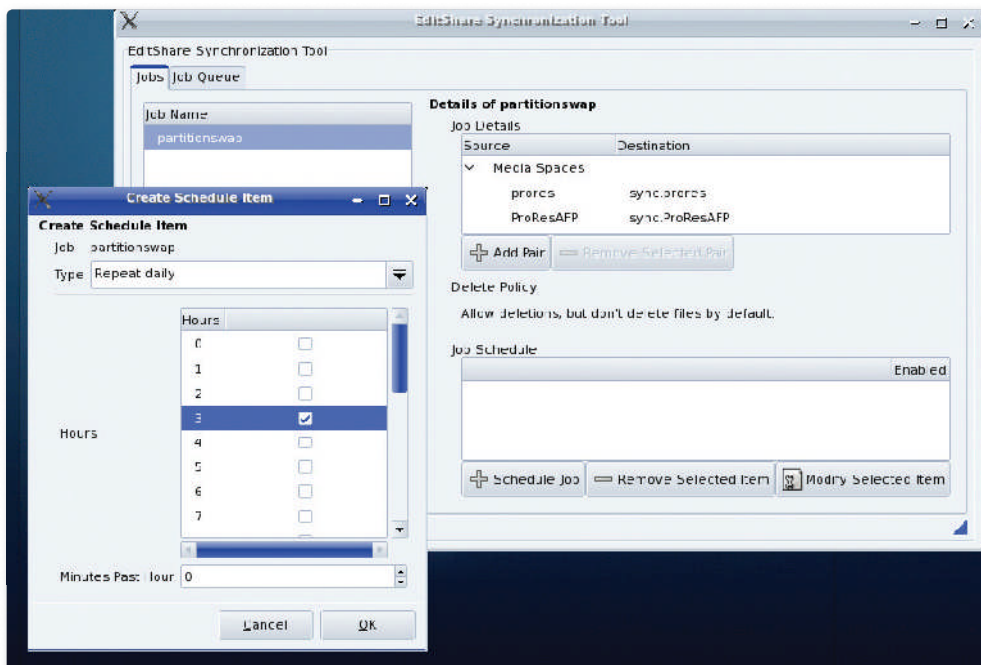 EditShare Synchronization Tool
EditShare Synchronization Tool
Jobs Job Queue
Job Name
partitionswap
Details of partitionswap
Job Details
Source Destination
Media Spaces
prores sync.prores
ProResAFP sync.ProResAFP
Add Pair Remove Selected Pair
Delete Policy
Allow deletions, but don't delete files by default.
Job Schedule
Enabled
Schedule Job Remove Selected Item Modify Selected Item
Create Schedule Item
Create Schedule Item
Job partitionswap
Type Repeat daily
Hours
Hours
0
1
2
3
4
5
6
7
Minutes Past Hour 0
Cancel OK